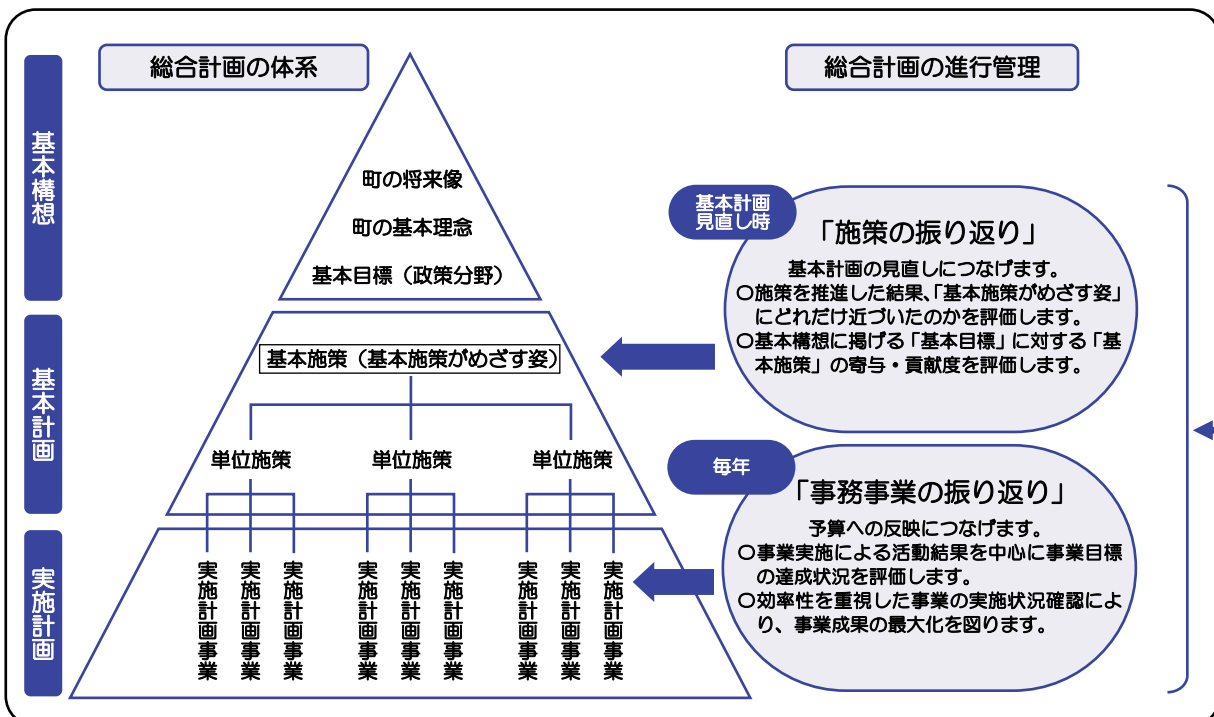 総合計画の体系
総合計画の進行管理
基本構想
町の将来像
町の基本理念
基本目標（政策分野）
基本計画
基本施策（基本施策がめざす姿）
単位施策
単位施策
単位施策
実施計画
実施計画事業
実施計画事業
実施計画事業
実施計画事業
実施計画事業
実施計画事業
実施計画事業
実施計画事業
実施計画事業
基本計画
見直し時
「施策の振り返り」
基本計画の見直しにつなげます。
○施策を推進した結果、「基本施策がめざす姿」
にどれだけ近づいたのかを評価します。
○基本構想に掲げる「基本目標」に対する「基
本施策」の寄与・貢献度を評価します。
毎年
「事務事業の振り返り」
予算への反映につなげます。
○事業実施による活動結果を中心に事業目標
の達成状況を評価します。
○効率性を重視した事業の実施状況確認によ
り、事業成果の最大化を図ります。